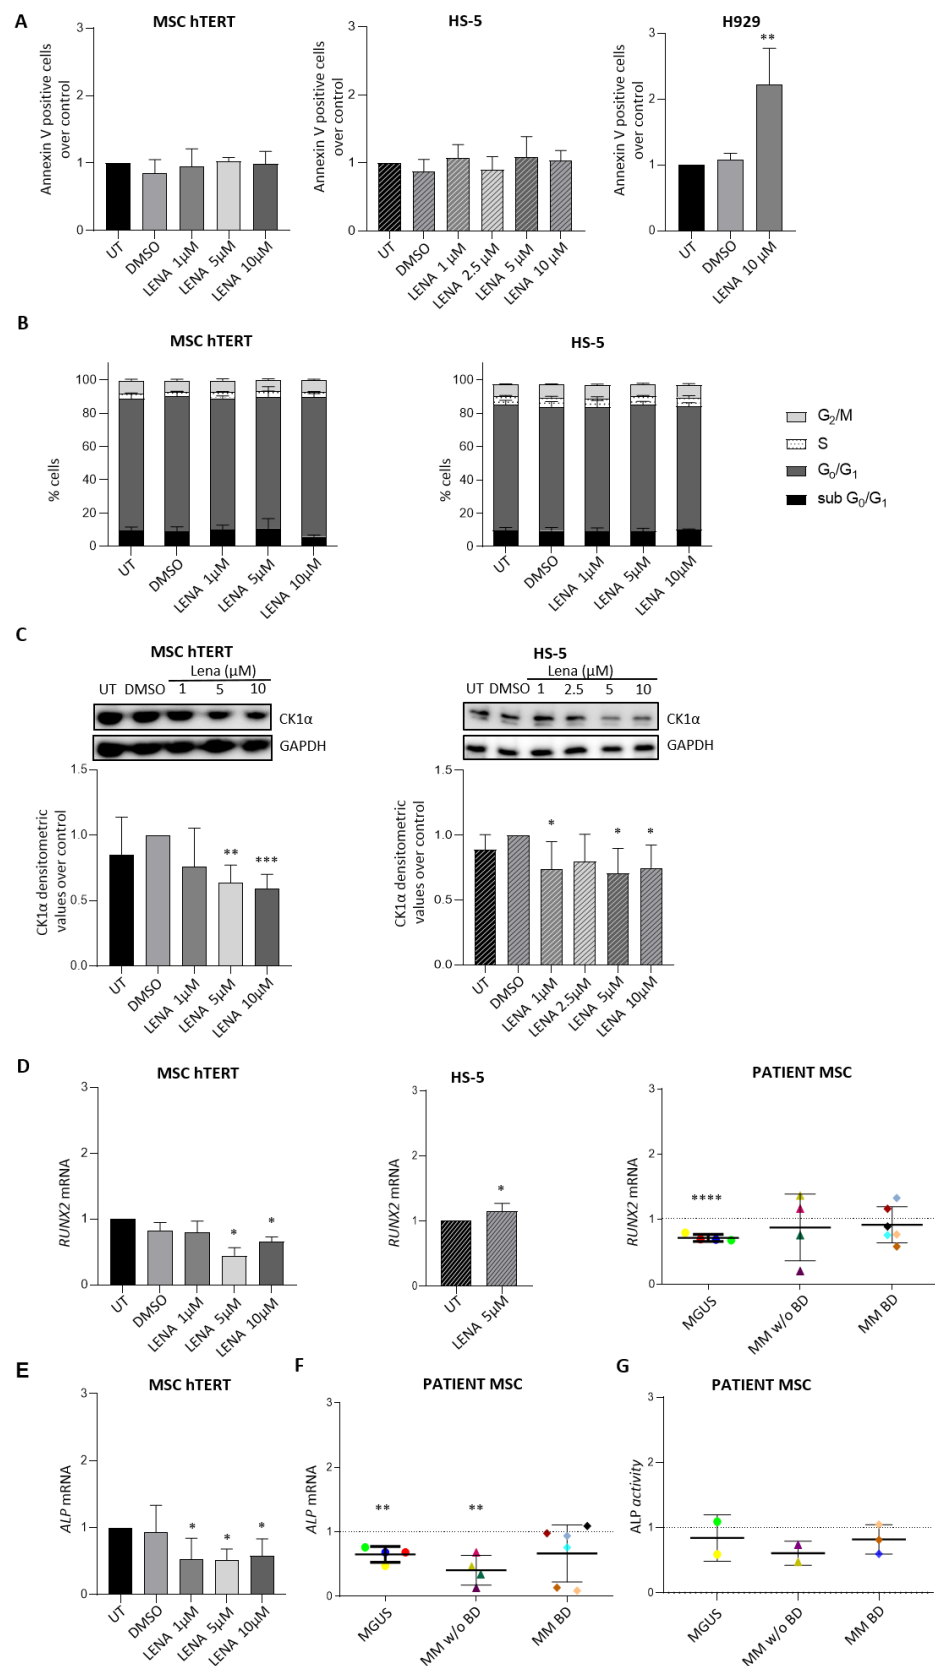 A
MSC hTERT
Annexin V positive cells
over control
3
2
1
0
UT
DMSO
LENA 1µM
LENA 5µM
LENA 10µM
HS-5
Annexin V positive cells
over control
3
2
1
0
UT
DMSO
LENA 1 µM
LENA 2.5 µM
LENA 5 µM
LENA 10 µM
H929
**
Annexin V positive cells
over control
3
2
1
0
UT
DMSO
LENA 10 µM
B
MSC hTERT
% cells
100
80
60
40
20
0
UT
DMSO
LENA 1µM
LENA 5µM
LENA 10µM
HS-5
% cells
100
80
60
40
20
0
UT
DMSO
LENA 1µM
LENA 5µM
LENA 10µM
G2/M
S
G0/G1
sub G0/G1
C
MSC hTERT
Lena (µM)
UT DMSO 1 5 10
CK1α
GAPDH
CK1α densitometric
values over control
1.5
1.0
0.5
0.0
**
***
UT
DMSO
LENA 1µM
LENA 5µM
LENA 10µM
HS-5
Lena (µM)
UT DMSO 1 2.5 5 10
CK1α
GAPDH
CK1α densitometric
values over control
1.5
1.0
0.5
0.0
*
*
*
UT
DMSO
LENA 1µM
LENA 2.5µM
LENA 5µM
LENA 10µM
D
MSC hTERT
RUNX2 mRNA
3
2
1
0
*
*
UT
DMSO
LENA 1µM
LENA 5µM
LENA 10µM
HS-5
RUNX2 mRNA
3
2
1
0
*
UT
LENA 5µM
PATIENT MSC
RUNX2 mRNA
3
2
1
0
****
MGUS
MM w/o BD
MM BD
E
MSC hTERT
ALP mRNA
3
2
1
0
*
*
*
UT
DMSO
LENA 1µM
LENA 5µM
LENA 10µM
F
PATIENT MSC
ALP mRNA
3
2
1
0
**
**
MGUS
MM w/o BD
MM BD
G
PATIENT MSC
ALP activity
3
2
1
0
MGUS
MM w/o BD
MM BD